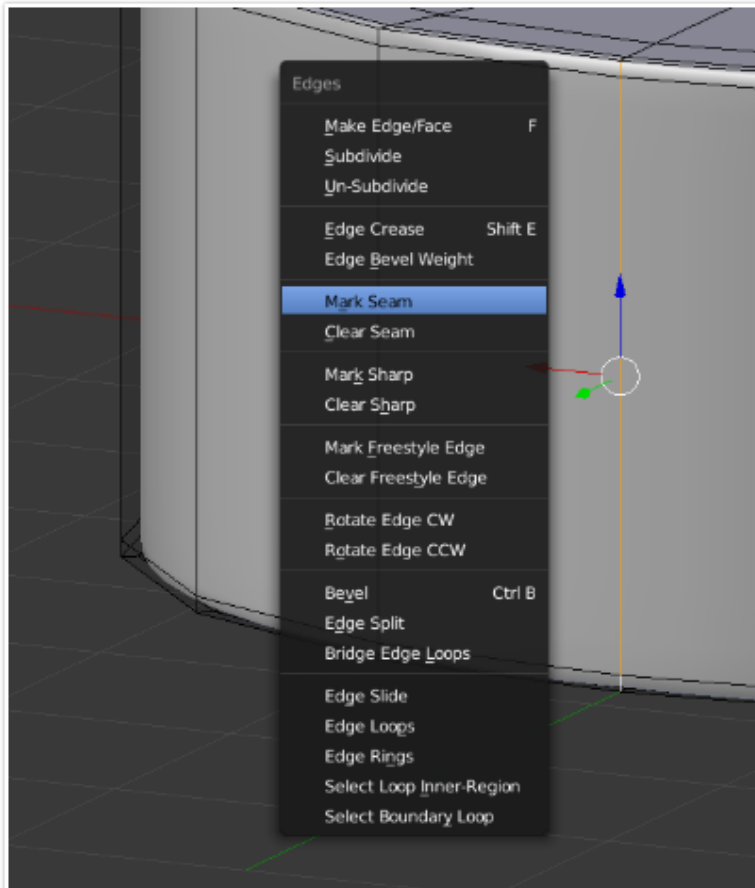 Edges
Make Edge/Face F
Subdivide
Un-Subdivide
Edge Crease Shift E
Edge Bevel Weight
Mark Seam
Clear Seam
Mark Sharp
Clear Sharp
Mark Freestyle Edge
Clear Freestyle Edge
Rotate Edge CW
Rotate Edge CCW
Bevel Ctrl B
Edge Split
Bridge Edge Loops
Edge Slide
Edge Loops
Edge Rings
Select Loop Inner-Region
Select Boundary Loop